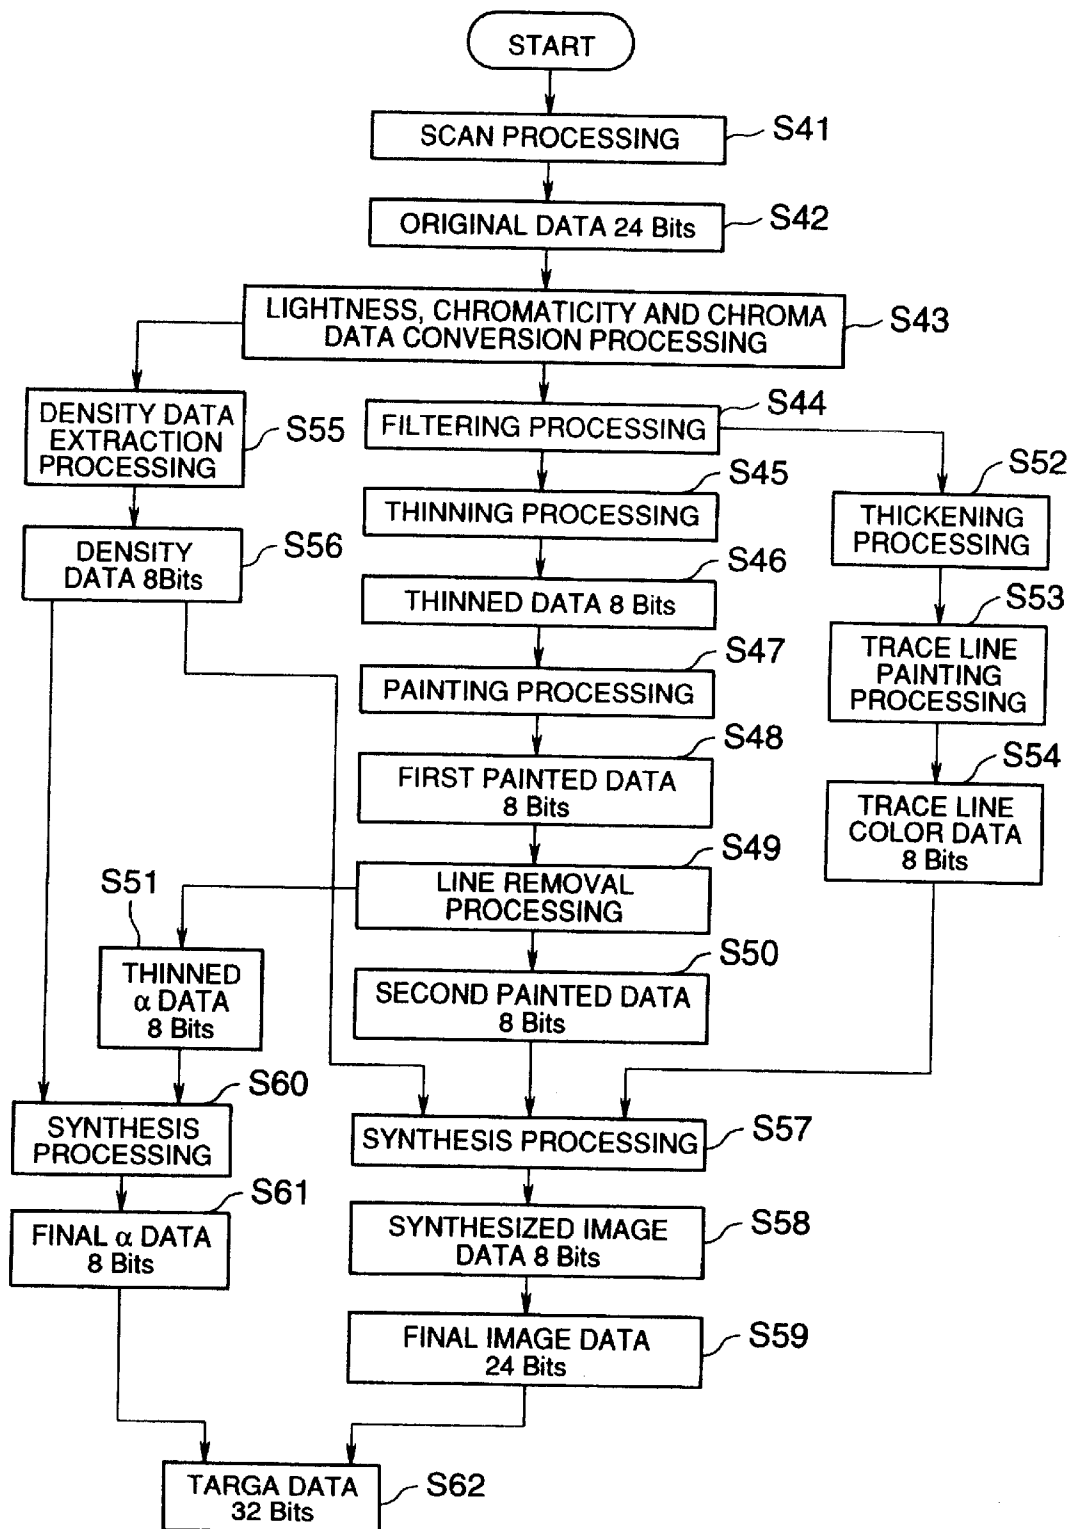 START
SCAN PROCESSING
S41
ORIGINAL DATA 24 Bits
S42
LIGHTNESS, CHROMATICITY AND CHROMA
DATA CONVERSION PROCESSING
S43
DENSITY DATA
EXTRACTION
PROCESSING
S55
FILTERING PROCESSING
S44
THINNING PROCESSING
S45
THICKENING
PROCESSING
S52
DENSITY
DATA 8Bits
S56
THINNED DATA 8 Bits
S46
TRACE LINE
PAINTING
PROCESSING
S53
PAINTING PROCESSING
S47
FIRST PAINTED DATA
8 Bits
S48
TRACE LINE
COLOR DATA
8 Bits
S54
LINE REMOVAL
PROCESSING
S49
S51
THINNED
α DATA
8 Bits
SECOND PAINTED DATA
8 Bits
S50
SYNTHESIS
PROCESSING
S60
SYNTHESIS PROCESSING
S57
FINAL α DATA
8 Bits
S61
SYNTHESIZED IMAGE
DATA 8 Bits
S58
FINAL IMAGE DATA
24 Bits
S59
TARGA DATA
32 Bits
S62